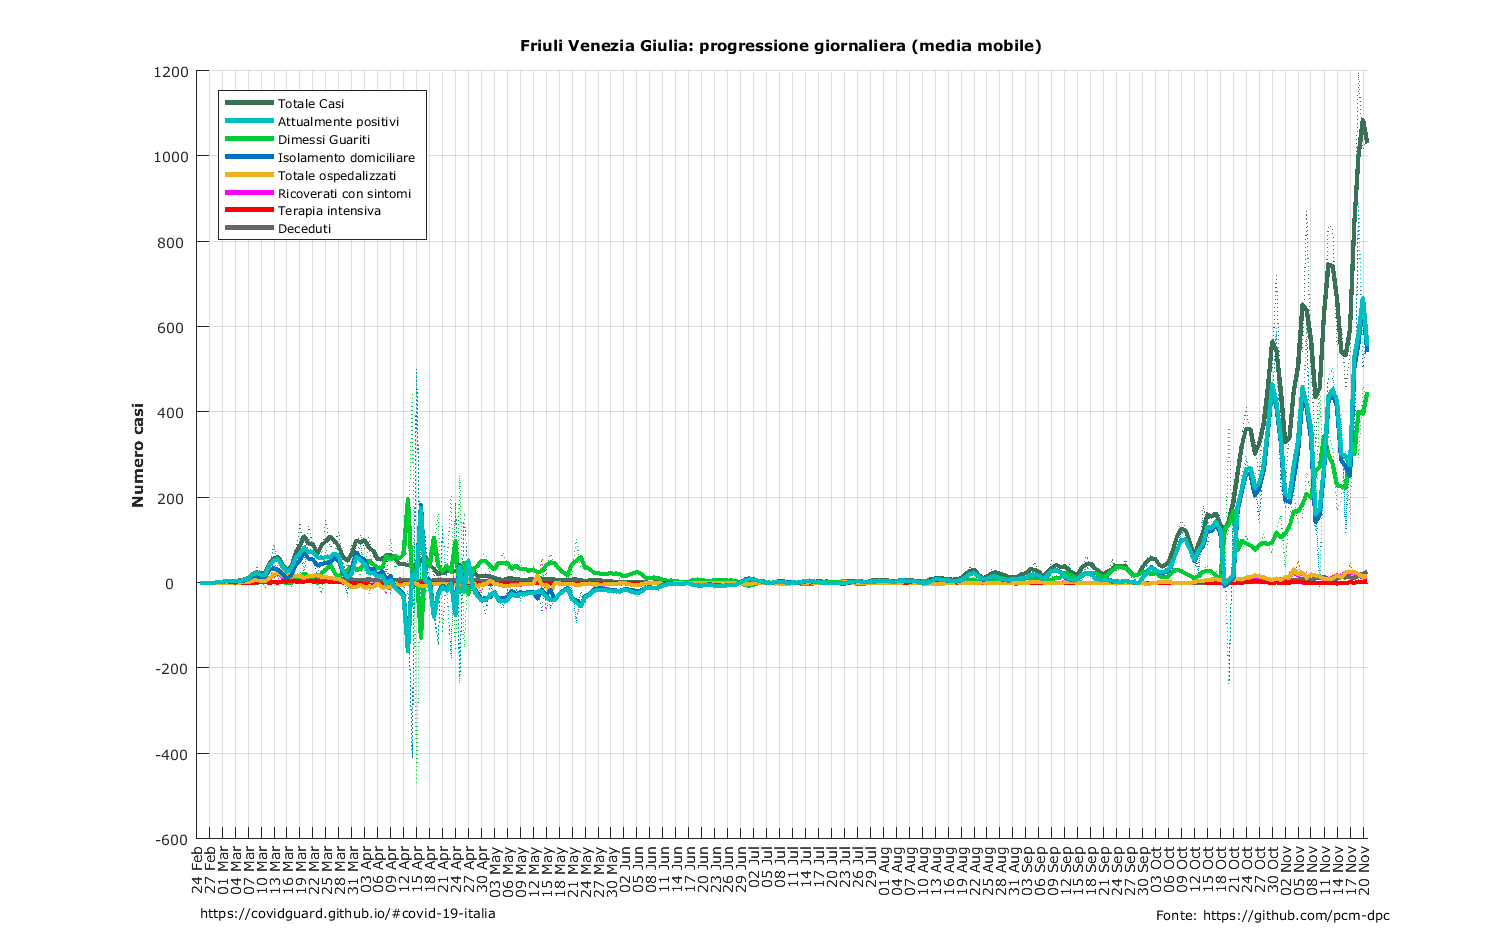 Friuli Venezia Giulia: progressione giornaliera (media mobile)
Numero casi
1200
1000
800
600
400
200
0
-200
-400
-600
Totale Casi
Attualmente positivi
Dimessi Guariti
Isolamento domiciliare
Totale ospedalizzati
Ricoverati con sintomi
Terapia intensiva
Deceduti
24 Feb
27 Feb
01 Mar
04 Mar
07 Mar
10 Mar
13 Mar
16 Mar
19 Mar
22 Mar
25 Mar
28 Mar
31 Mar
03 Apr
06 Apr
09 Apr
12 Apr
15 Apr
18 Apr
21 Apr
24 Apr
27 Apr
30 Apr
03 May
06 May
09 May
12 May
15 May
18 May
21 May
24 May
27 May
30 May
02 Jun
05 Jun
08 Jun
11 Jun
14 Jun
17 Jun
20 Jun
23 Jun
26 Jun
29 Jun
02 Jul
05 Jul
08 Jul
11 Jul
14 Jul
17 Jul
20 Jul
23 Jul
26 Jul
29 Jul
01 Aug
04 Aug
07 Aug
10 Aug
13 Aug
16 Aug
19 Aug
22 Aug
25 Aug
28 Aug
31 Aug
03 Sep
06 Sep
09 Sep
12 Sep
15 Sep
18 Sep
21 Sep
24 Sep
27 Sep
30 Sep
03 Oct
06 Oct
09 Oct
12 Oct
15 Oct
18 Oct
21 Oct
24 Oct
27 Oct
30 Oct
02 Nov
05 Nov
08 Nov
11 Nov
14 Nov
17 Nov
20 Nov
https://covidguard.github.io/#covid-19-italia
Fonte: https://github.com/pcm-dpc